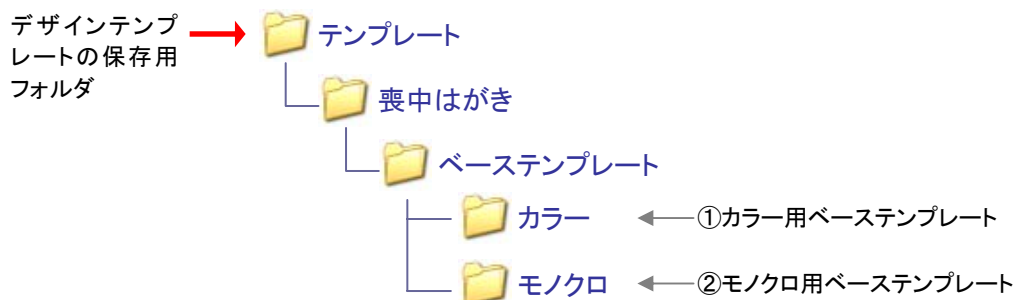 デザインテンプ
レートの保存用
フォルダ
テンプレート
喪中はがき
ベーステンプレート
カラー
①カラー用ベーステンプレート
モノクロ
②モノクロ用ベーステンプレート